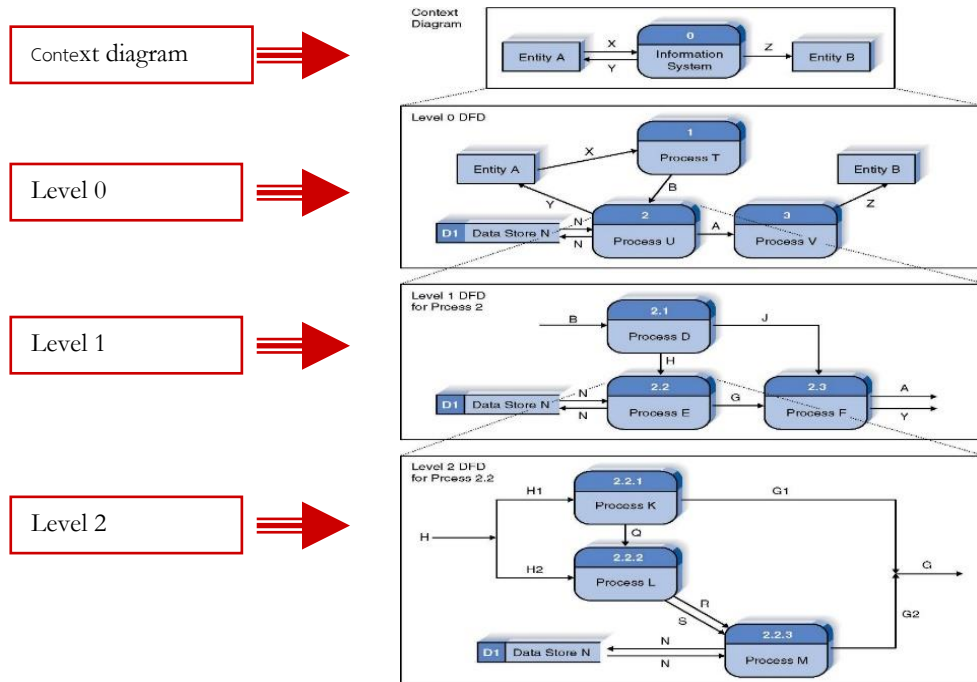 Context diagram
Context
Diagram
0
Information
System
Entity A
X
Y
Z
Entity B
Level 0
Level 0 DFD
1
Process T
Entity A
X
Entity B
B
Y
Z
2
Process U
3
Process V
A
D1 Data Store N
N
N
Level 1
Level 1 DFD
for Prcess 2
B
2.1
Process D
J
H
D1 Data Store N
N
N
2.2
Process E
G
2.3
Process F
A
Y
Level 2
Level 2 DFD
for Prcess 2.2
2.2.1
Process K
H1
G1
H
Q
2.2.2
Process L
H2
G
R
S
G2
2.2.3
Process M
D1 Data Store N
N
N